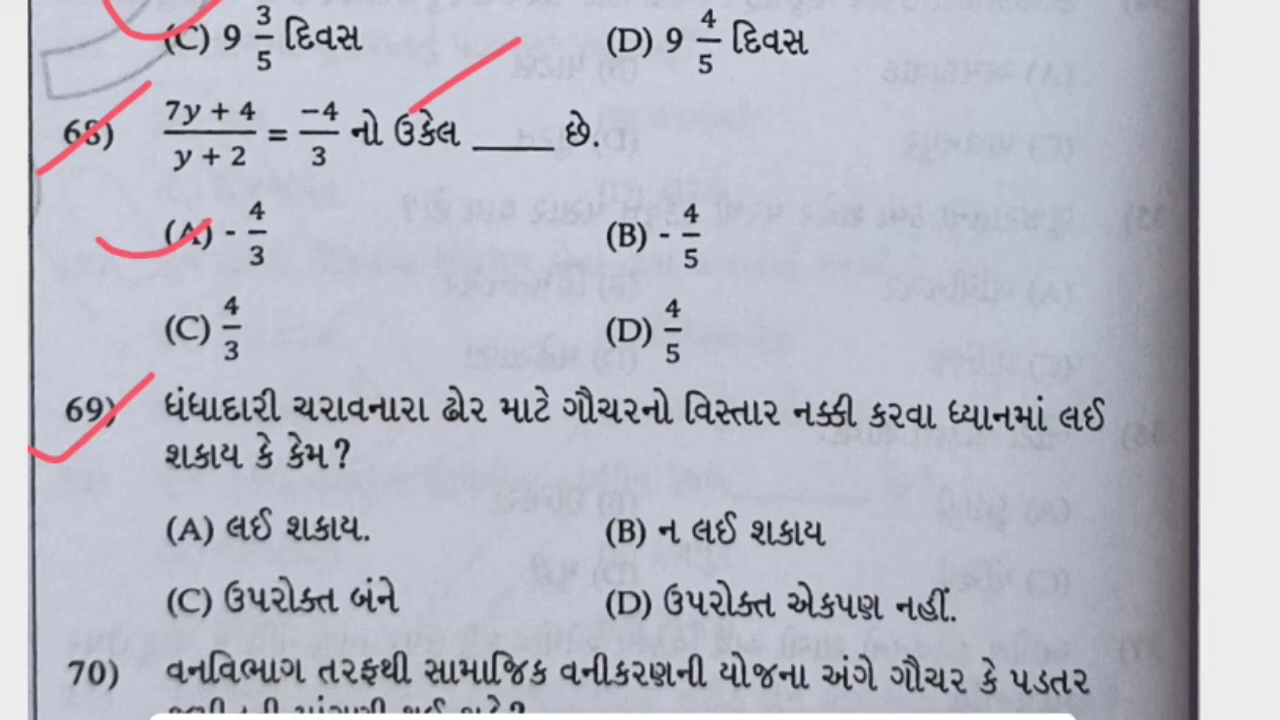 (C) 9 3/5 દિવસ (D) 9 4/5 દિવસ
68) (7y + 4)/(y + 2) = -4/3 નો ઉકેલ _____ છે.
(A) - 4/3 (B) - 4/5
(C) 4/3 (D) 4/5
69) ધંધાદારી ચરાવનારા ઢોર માટે ગૌચરનો વિસ્તાર નક્કી કરવા ધ્યાનમાં લઈ
શકાય કે કેમ?
(A) લઈ શકાય. (B) ન લઈ શકાય
(C) ઉપરોક્ત બંને (D) ઉપરોક્ત એકપણ નહીં.
70) વનવિભાગ તરફથી સામાજિક વનીકરણની યોજના અંગે ગૌચર કે પડતર